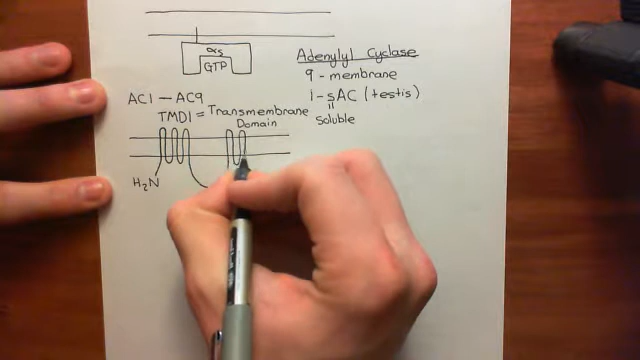 αs
GTP
Adenylyl Cyclase
9 - membrane
1 - sAC (testis)
soluble
AC1 — AC9
TMD1 = Transmembrane
Domain
H₂N